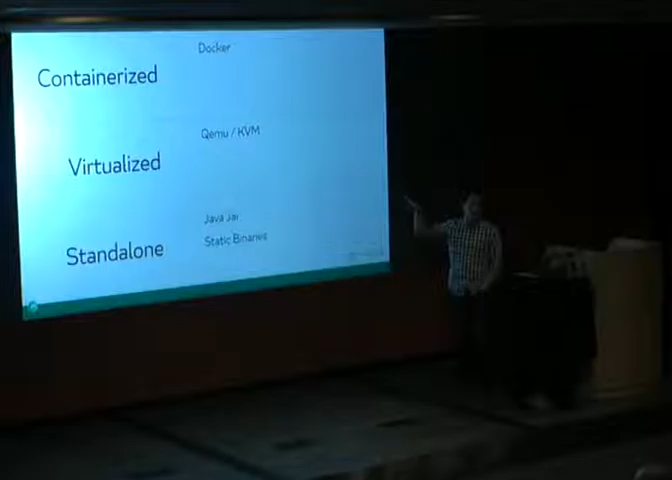 Docker
Containerized
Qemu / KVM
Virtualized
Java Jar
Static Binaries
Standalone